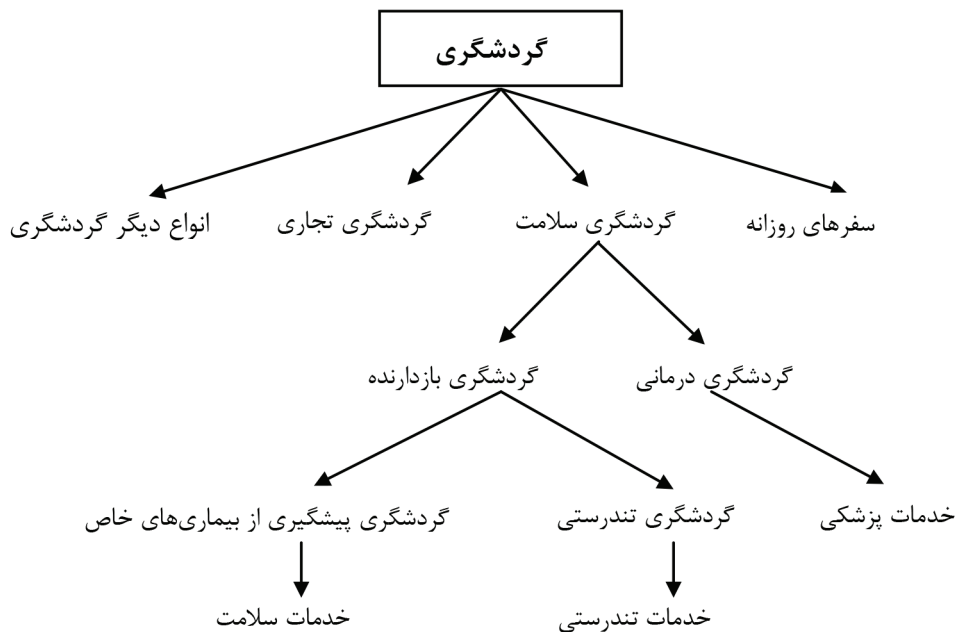 گردشگری
سفرهای روزانه
گردشگری سلامت
گردشگری تجاری
انواع دیگر گردشگری
گردشگری درمانی
گردشگری بازدارنده
خدمات پزشکی
گردشگری تندرستی
گردشگری پیشگیری از بیماری‌های خاص
خدمات تندرستی
خدمات سلامت